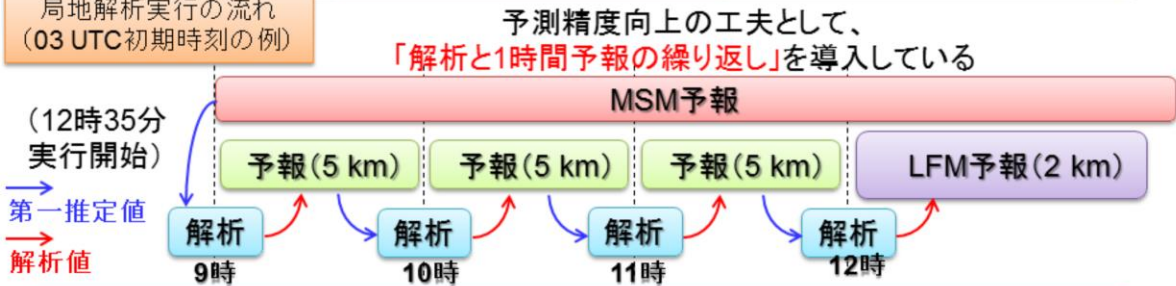 局地解析実行の流れ
(03 UTC初期時刻の例)
予測精度向上の工夫として、
「解析と1時間予報の繰り返し」を導入している
MSM予報
(12時35分
実行開始)
予報(5 km)
予報(5 km)
予報(5 km)
LFM予報(2 km)
第一推定値
解析
解析
解析
解析
解析値
9時
10時
11時
12時